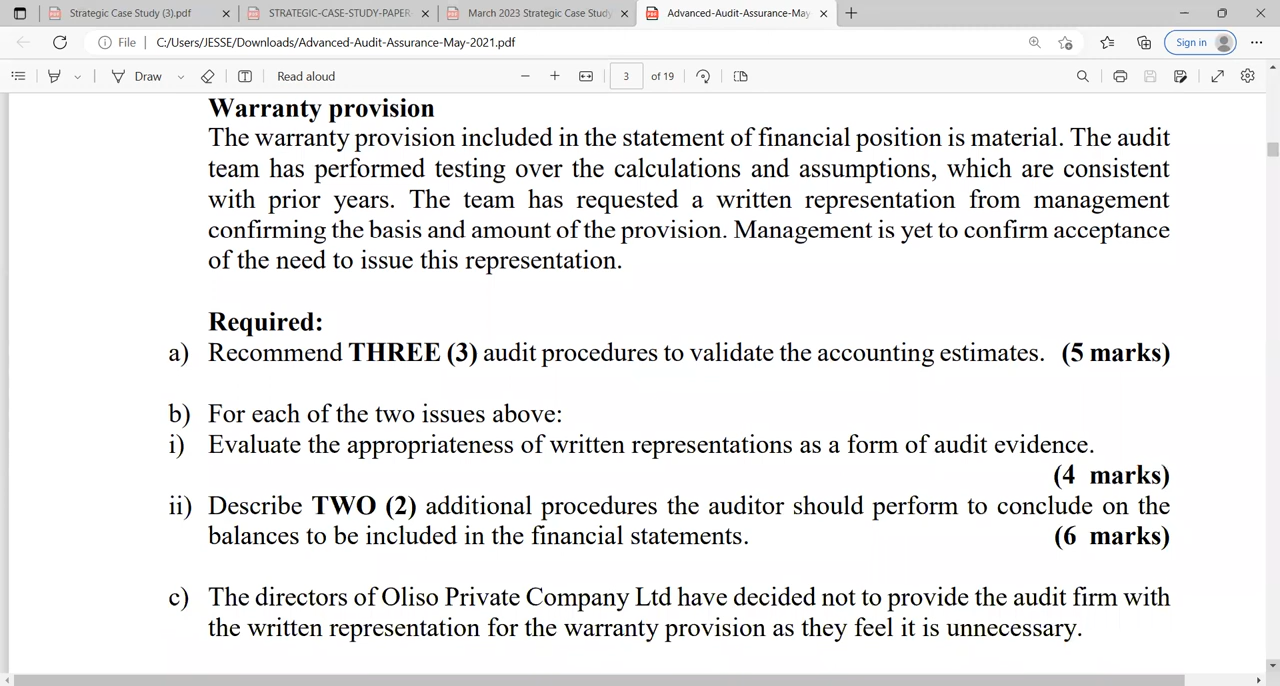 Strategic Case Study (3).pdf
STRATEGIC-CASE-STUDY-PAPER-
March 2023 Strategic Case Study
Advanced-Audit-Assurance-May-
File
C:/Users/JESSE/Downloads/Advanced-Audit-Assurance-May-2021.pdf
Sign in
Draw
Read aloud
3
of 19
Warranty provision
The warranty provision included in the statement of financial position is material. The audit
team has performed testing over the calculations and assumptions, which are consistent
with prior years. The team has requested a written representation from management
confirming the basis and amount of the provision. Management is yet to confirm acceptance
of the need to issue this representation.
Required:
a) Recommend THREE (3) audit procedures to validate the accounting estimates. (5 marks)
b) For each of the two issues above:
i) Evaluate the appropriateness of written representations as a form of audit evidence.
(4 marks)
ii) Describe TWO (2) additional procedures the auditor should perform to conclude on the
balances to be included in the financial statements. (6 marks)
c) The directors of Oliso Private Company Ltd have decided not to provide the audit firm with
the written representation for the warranty provision as they feel it is unnecessary.